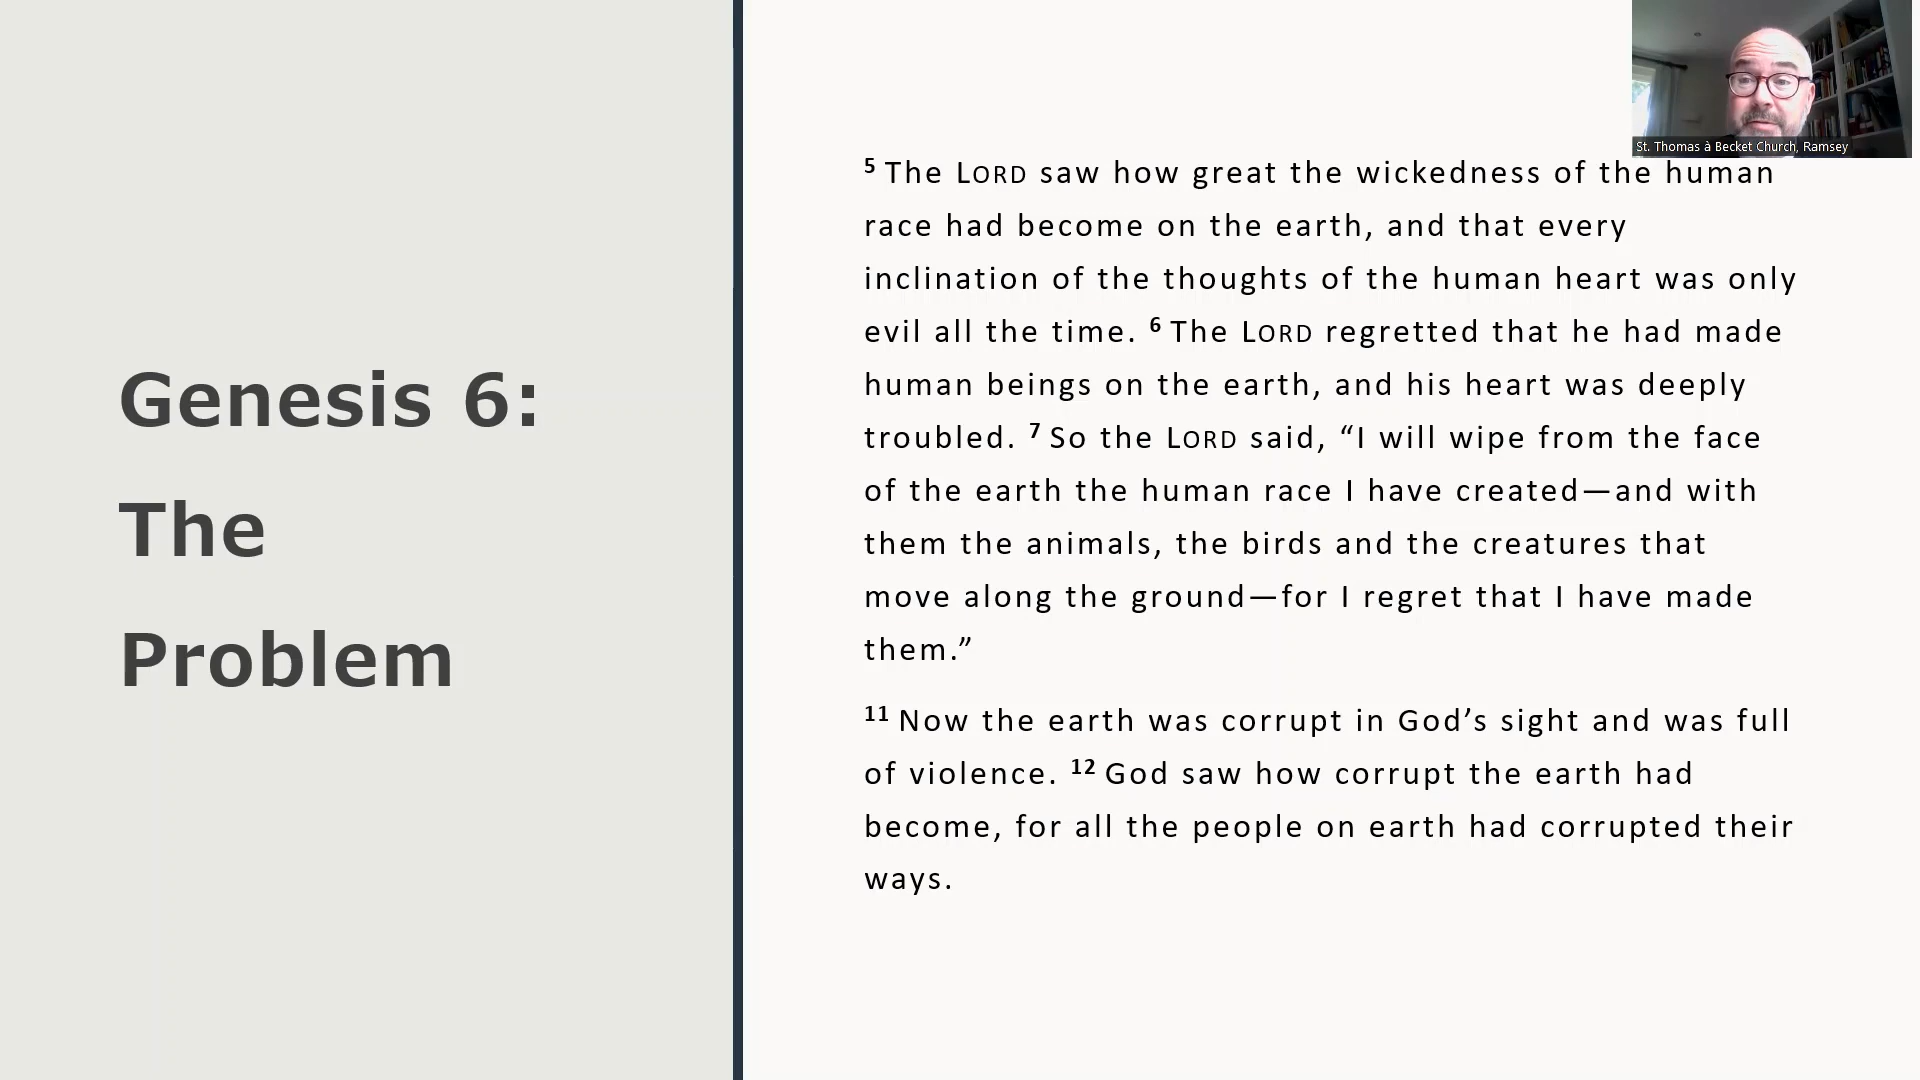 St. Thomas à Becket Church, Ramsey
Genesis 6:
The
Problem
5 The LORD saw how great the wickedness of the human
race had become on the earth, and that every
inclination of the thoughts of the human heart was only
evil all the time. 6 The LORD regretted that he had made
human beings on the earth, and his heart was deeply
troubled. 7 So the LORD said, “I will wipe from the face
of the earth the human race I have created—and with
them the animals, the birds and the creatures that
move along the ground—for I regret that I have made
them.”
11 Now the earth was corrupt in God’s sight and was full
of violence. 12 God saw how corrupt the earth had
become, for all the people on earth had corrupted their
ways.